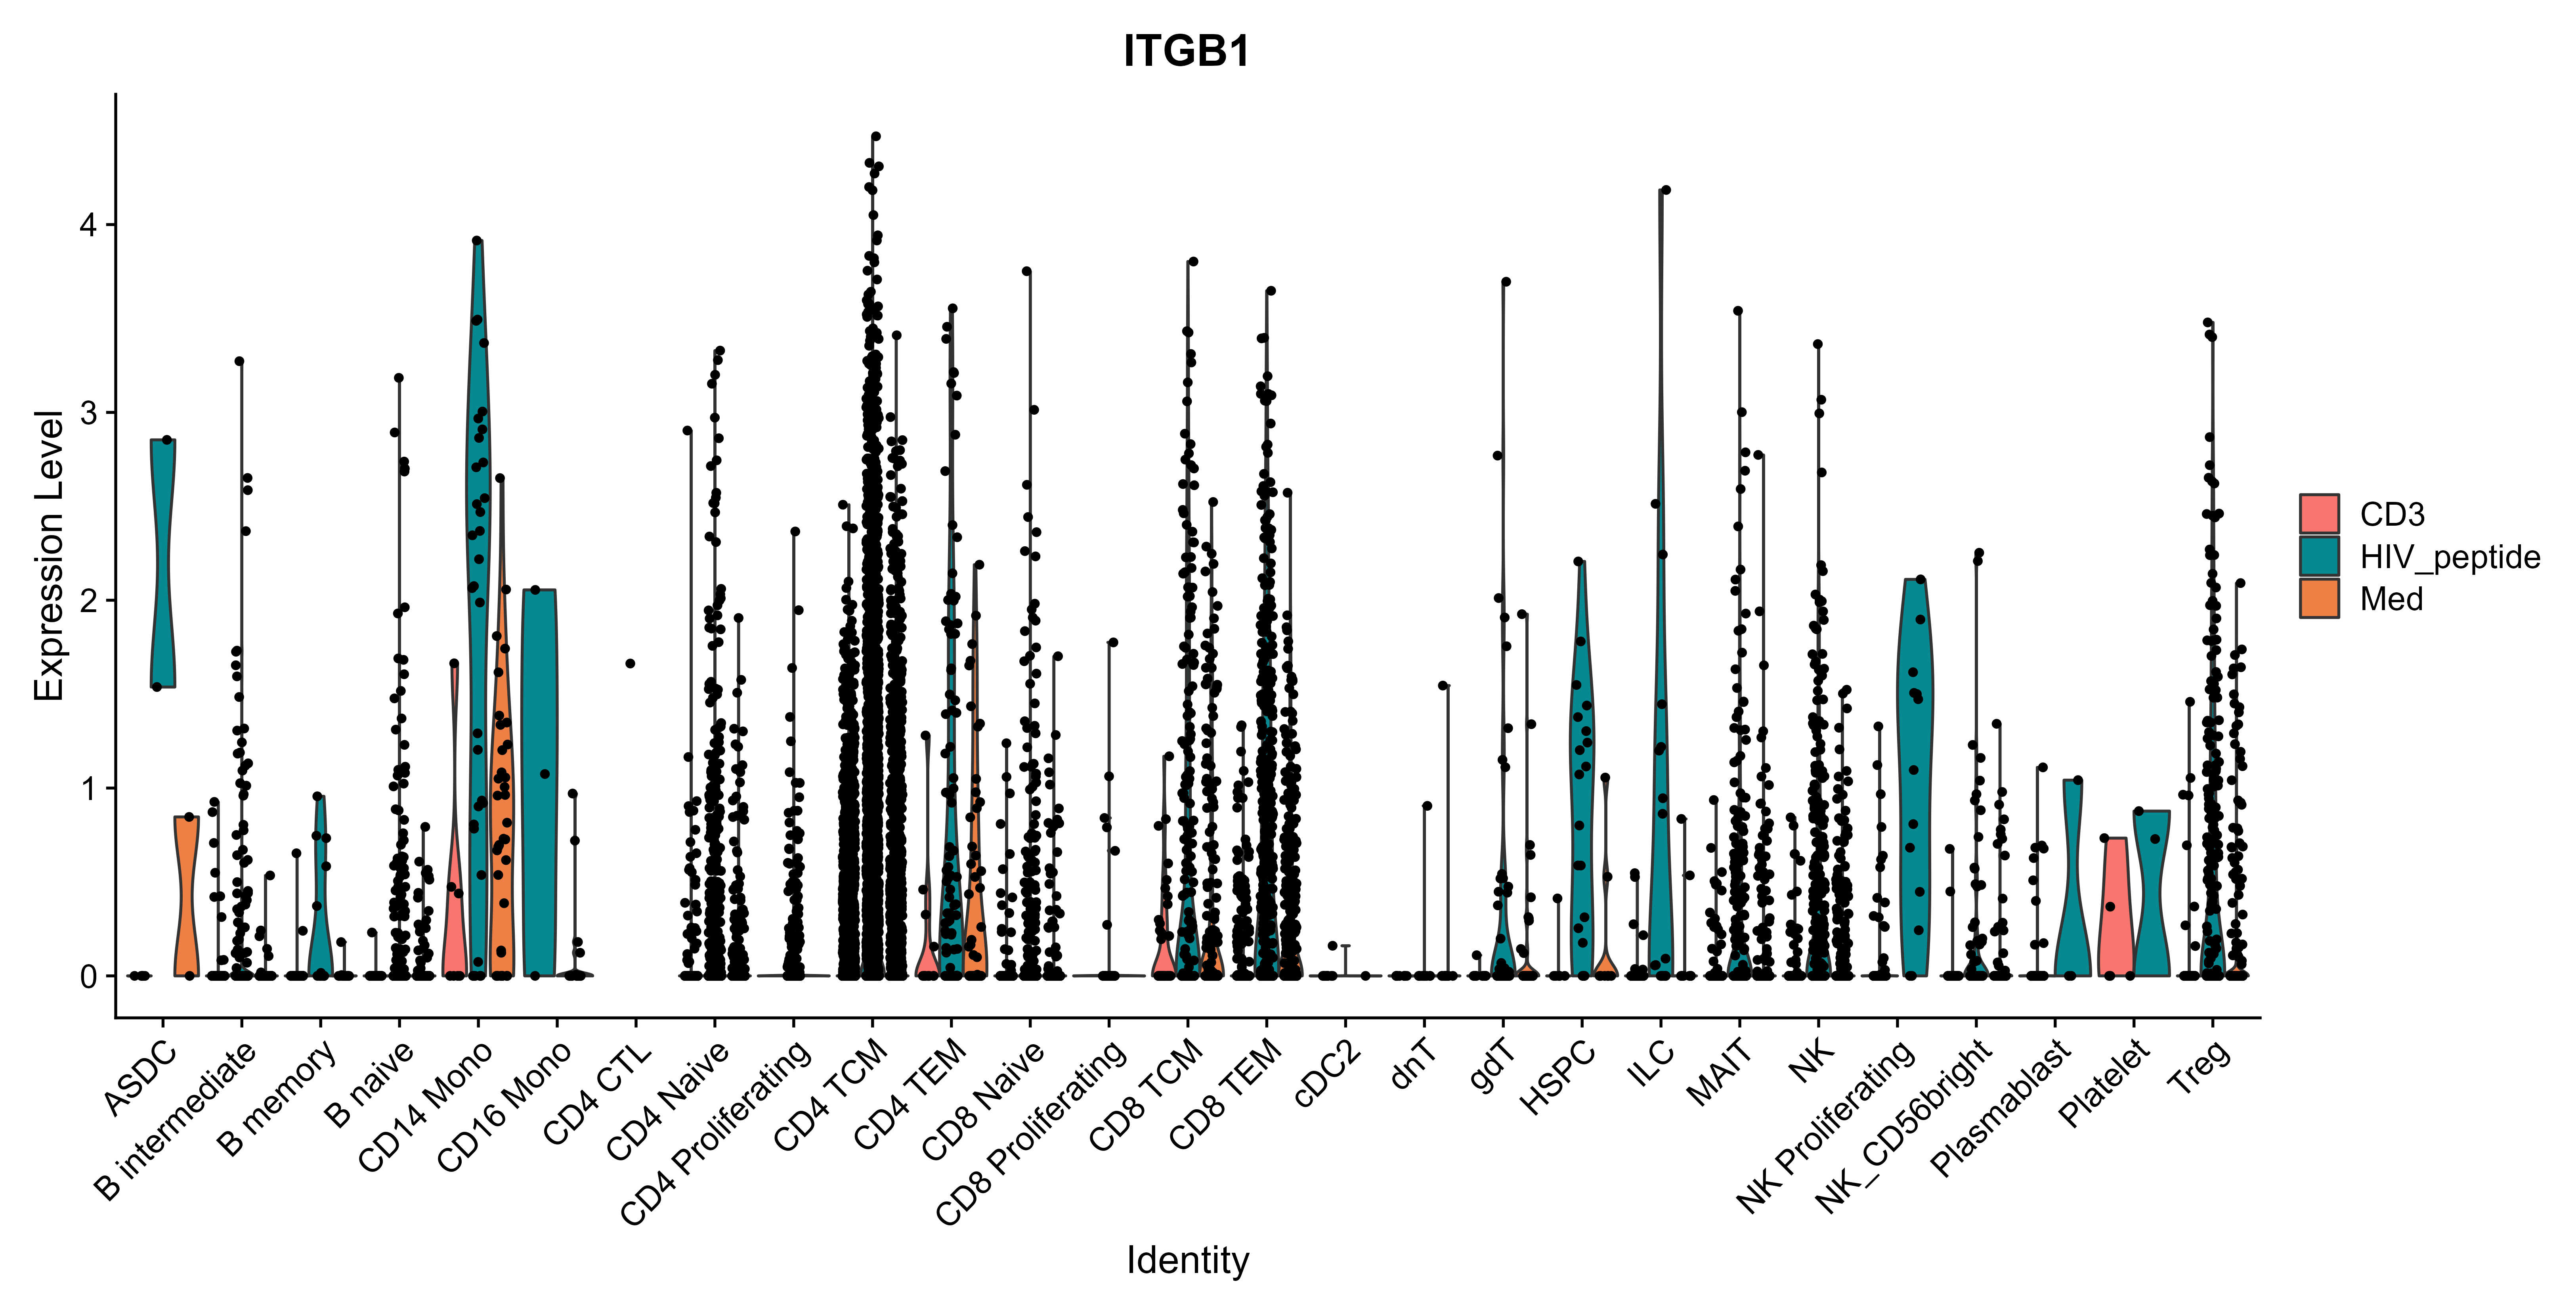 ITGB1
Expression Level
4
3
2
1
0
ASDC
B intermediate
B memory
B naive
CD14 Mono
CD16 Mono
CD4 CTL
CD4 Naive
CD4 Proliferating
CD4 TCM
CD4 TEM
CD8 Naive
CD8 Proliferating
CD8 TCM
CD8 TEM
cDC2
dnT
gdT
HSPC
ILC
MAIT
NK
NK Proliferating
NK_CD56bright
Plasmablast
Platelet
Treg
Identity
CD3
HIV_peptide
Med